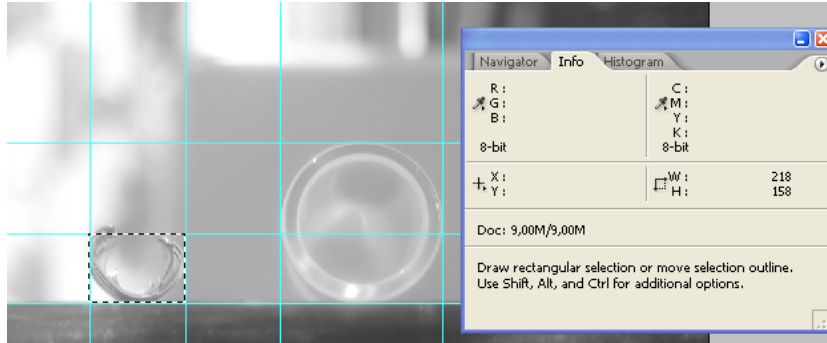 Navigator Info Histogram
R :
G :
B :
8-bit
C :
M :
Y :
K :
8-bit
X :
Y :
W : 218
H : 158
Doc: 9,00M/9,00M
Draw rectangular selection or move selection outline.
Use Shift, Alt, and Ctrl for additional options.